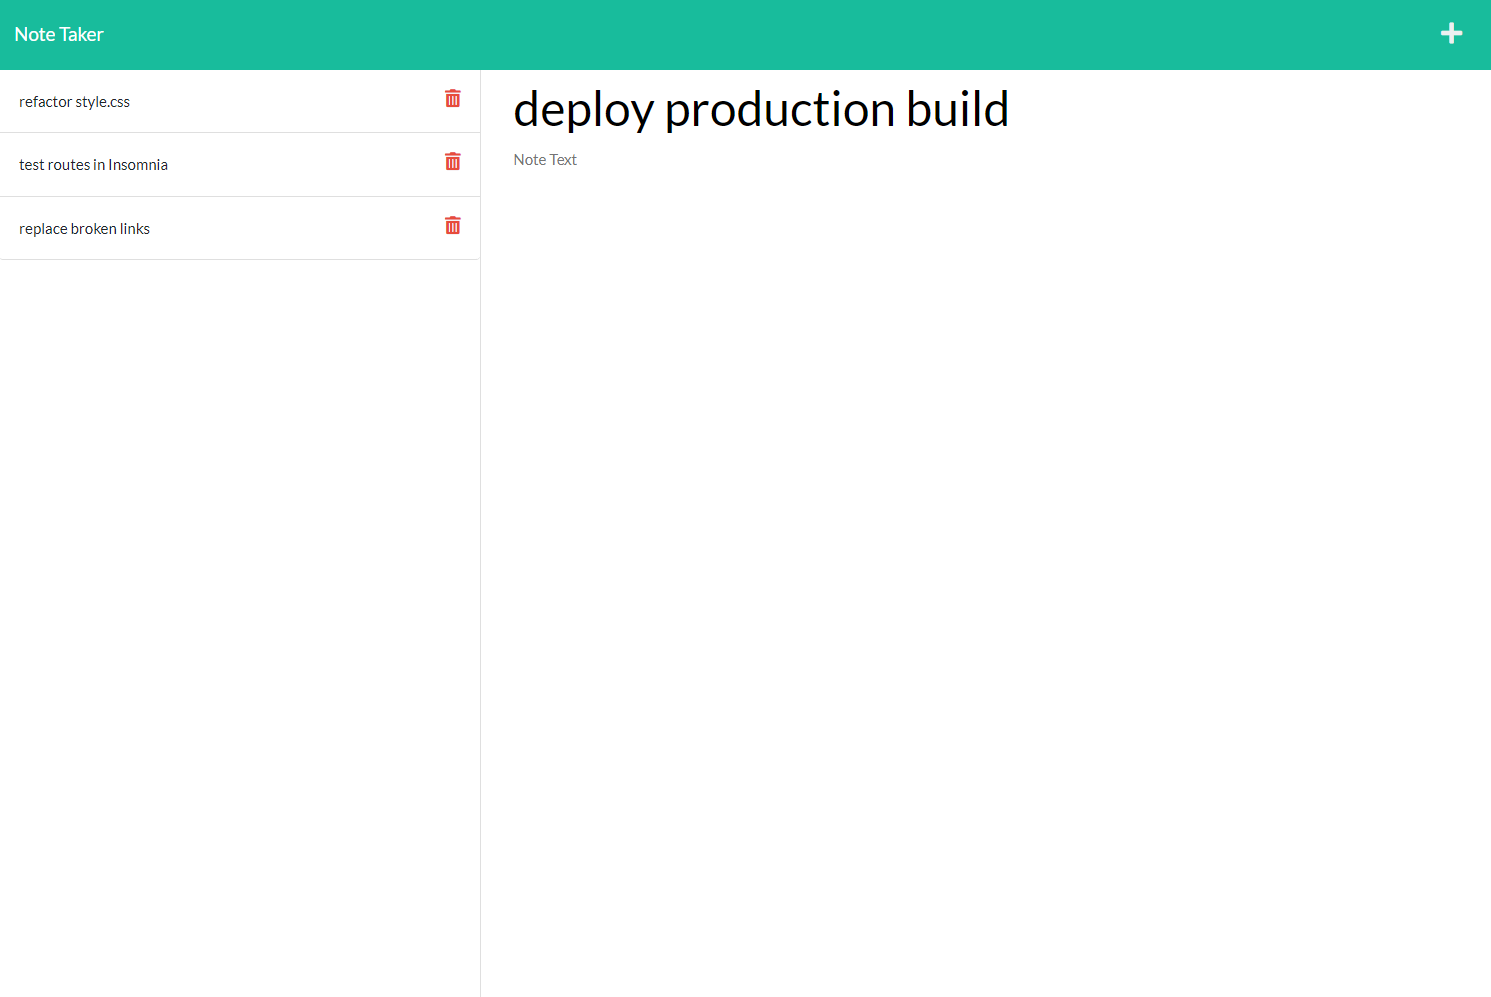 Note Taker
refactor style.css
test routes in Insomnia
replace broken links
deploy production build
Note Text